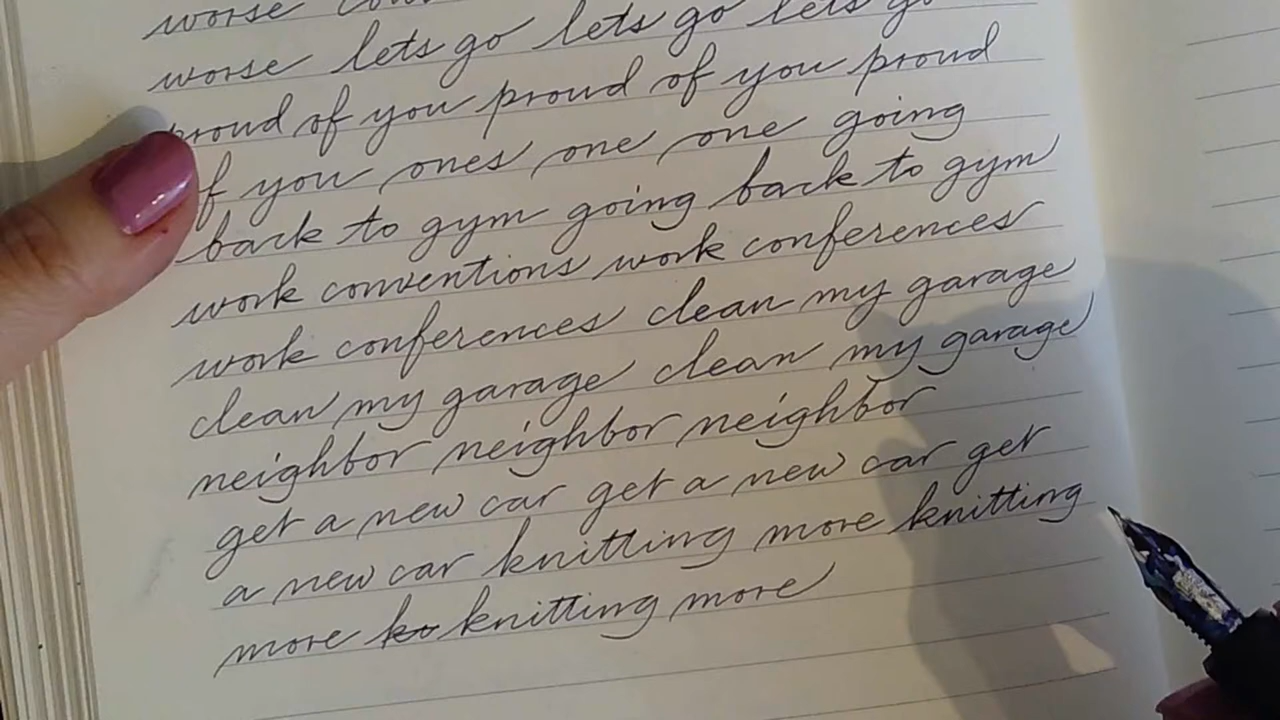 worse
worse lets go lets go lets go
proud of you proud of you proud
of you ones one one going
back to gym going back to gym
work conventions work conferences
work conferences clean my garage
clean my garage clean my garage
neighbor neighbor neighbor
get a new car get a new car get
a new car knitting more knitting
more ko knitting more